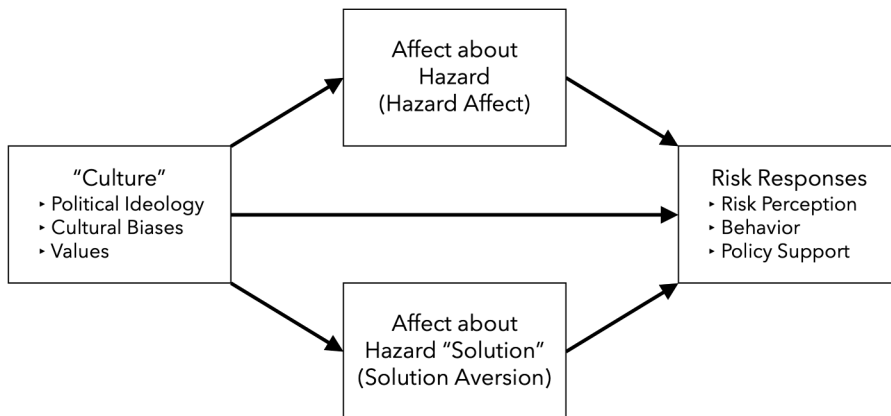 Affect about
Hazard
(Hazard Affect)
“Culture”
‣ Political Ideology
‣ Cultural Biases
‣ Values
Risk Responses
‣ Risk Perception
‣ Behavior
‣ Policy Support
Affect about
Hazard “Solution”
(Solution Aversion)